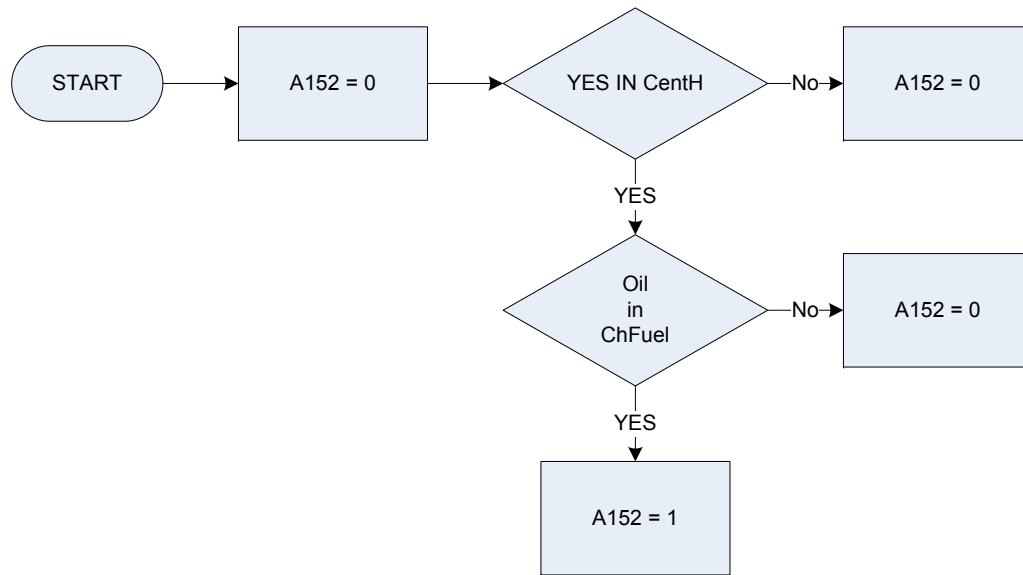 START
A152 = 0
YES IN CentH
No
A152 = 0
YES
Oil
in
ChFuel
No
A152 = 0
YES
A152 = 1